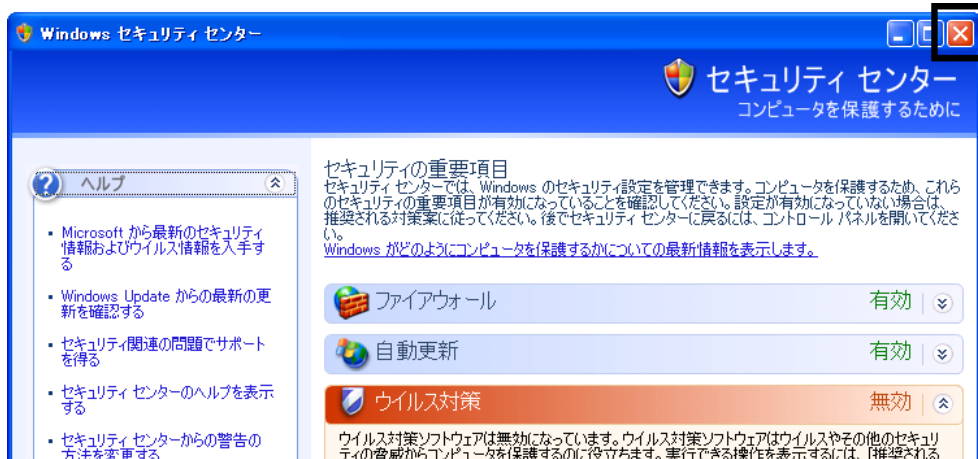 Windows セキュリティ センター
セキュリティ センター
コンピュータを保護するために
ヘルプ
Microsoft から最新のセキュリティ
情報およびウイルス情報を入手す
る
Windows Update からの最新の更
新を確認する
セキュリティ関連の問題でサポート
を得る
セキュリティ センターのヘルプを表示
する
セキュリティ センターからの警告の
方法を変更する
セキュリティの重要項目
セキュリティ センターでは、Windows のセキュリティ設定を管理できます。コンピュータを保護するため、これら
のセキュリティの重要項目が有効になっていることを確認してください。設定が有効になっていない場合は、
推奨される対策案に従ってください。後でセキュリティ センターに戻るには、コントロール パネルを開いてくださ
い。
Windows がどのようにコンピュータを保護するかについての最新情報を表示します。
ファイアウォール 有効
自動更新 有効
ウイルス対策 無効
ウイルス対策ソフトウェアは無効になっています。ウイルス対策ソフトウェアはウイルスやその他のセキュリ
ティの脅威からコンピュータを保護するのに役立ちます。実行できる操作を表示するには、[推奨される